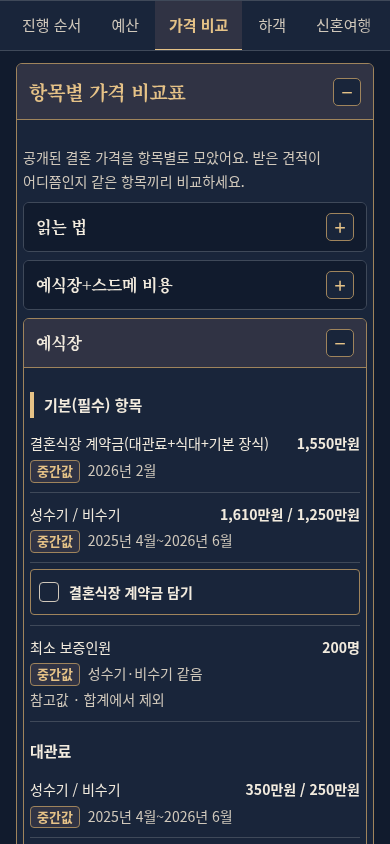 진행 순서 예산 가격 비교 하객 신혼여행
항목별 가격 비교표 −
공개된 결혼 가격을 항목별로 모았어요. 받은 견적이
어디쯤인지 같은 항목끼리 비교하세요.
읽는 법 +
예식장+스드메 비용 +
예식장 −
기본(필수) 항목
결혼식장 계약금(대관료+식대+기본 장식) 1,550만원
중간값 2026년 2월
성수기 / 비수기 1,610만원 / 1,250만원
중간값 2025년 4월~2026년 6월
결혼식장 계약금 담기
최소 보증인원 200명
중간값 성수기·비수기 같음
참고값 · 합계에서 제외
대관료
성수기 / 비수기 350만원 / 250만원
중간값 2025년 4월~2026년 6월